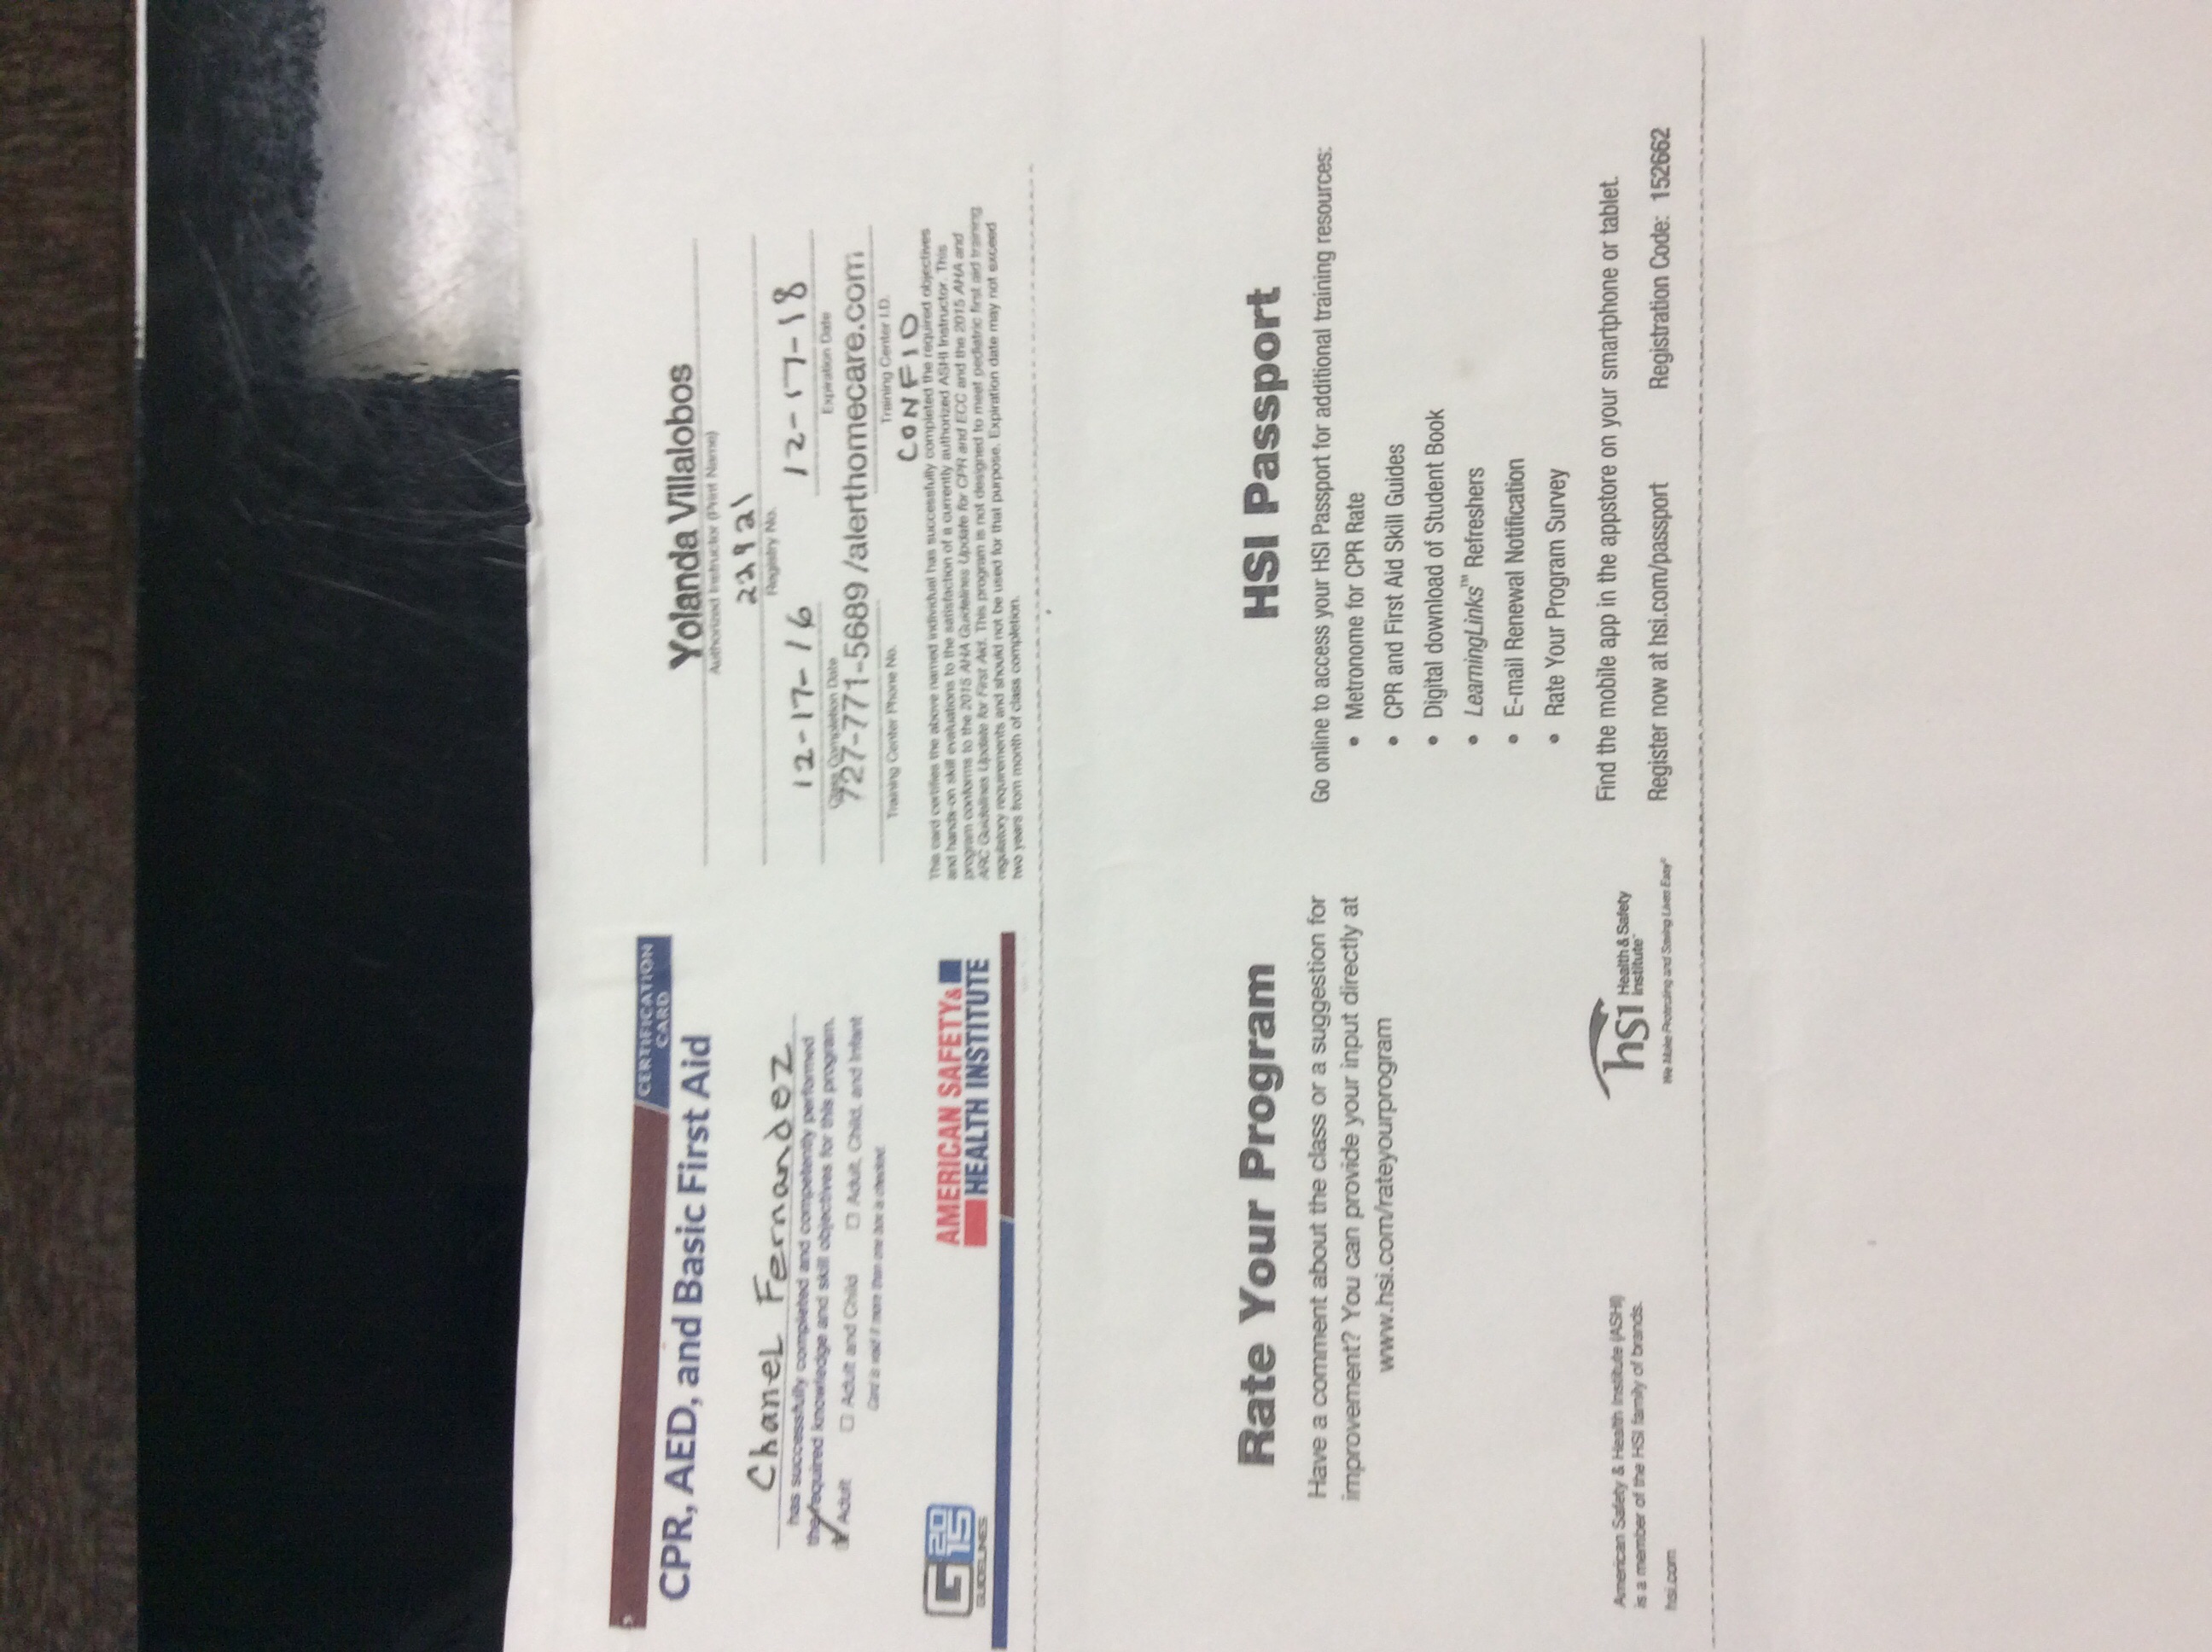 CERTIFICATION
CARD
CPR, AED, and Basic First Aid
Chanel Fernandez
has successfully completed and competently performed
the required knowledge and skill objectives for this program.
Adult ☐ Adult and Child ☐ Adult, Child, and Infant
Card is void if more than one box is checked.
G 2015
GUIDELINES
AMERICAN SAFETY &
HEALTH INSTITUTE
Yolanda Villalobos
Authorized Instructor (Print Name)
22921
Registry No.
12-17-16 12-17-18
Class Completion Date Expiration Date
727-771-5689 /alerthomecare.com
Training Center Phone No. Training Center I.D.
CONFIO
This card certifies the above named individual has successfully completed the required objectives
and hands-on skill evaluations to the satisfaction of a currently authorized ASHI Instructor. This
program conforms to the 2015 AHA Guidelines Update for CPR and ECC and the 2015 AHA and
ARC Guidelines Update for First Aid. This program is not designed to meet pediatric first aid training
regulatory requirements and should not be used for that purpose. Expiration date may not exceed
two years from month of class completion.
Rate Your Program
Have a comment about the class or a suggestion for
improvement? You can provide your input directly at
www.hsi.com/rateyourprogram
American Safety & Health Institute (ASHI)
is a member of the HSI family of brands.
hsi.com
hsi Health & Safety
Institute™
We Make Protecting and Saving Lives Easy®
HSI Passport
Go online to access your HSI Passport for additional training resources:
• Metronome for CPR Rate
• CPR and First Aid Skill Guides
• Digital download of Student Book
• LearningLinks™ Refreshers
• E-mail Renewal Notification
• Rate Your Program Survey
Find the mobile app in the appstore on your smartphone or tablet.
Register now at hsi.com/passport Registration Code: 152662